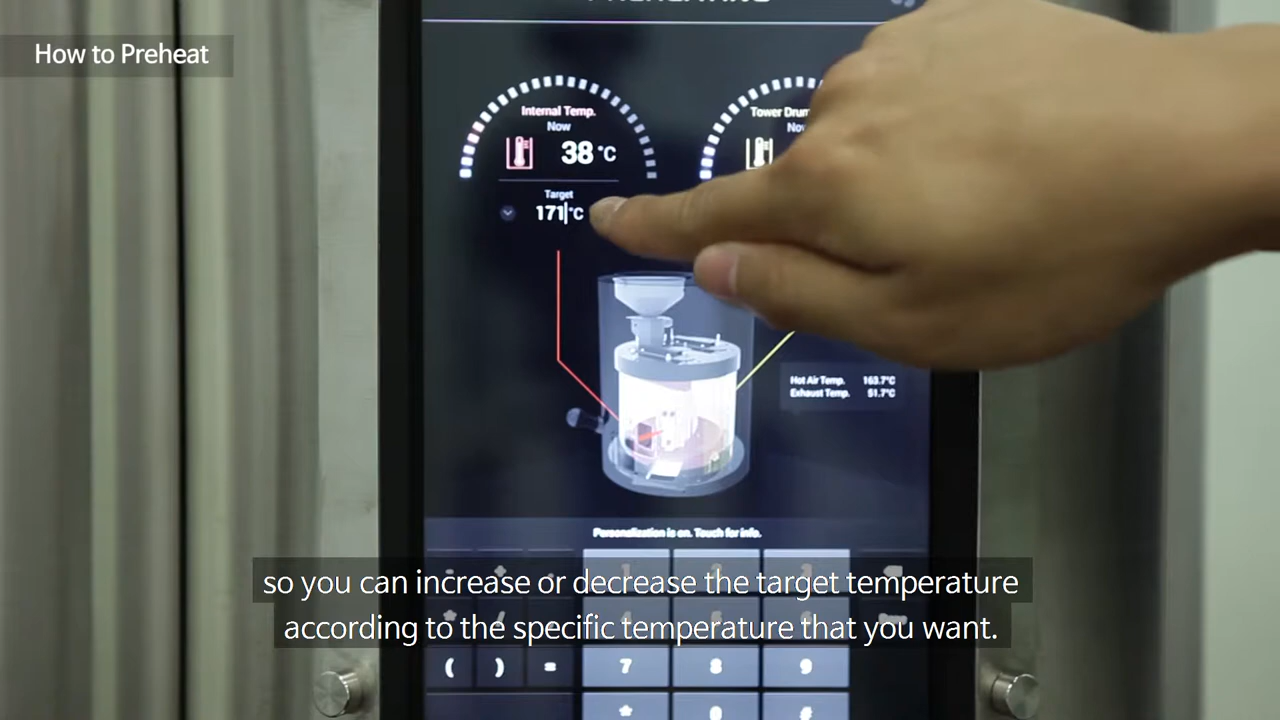 How to Preheat
Internal Temp.
Now
38 °C
Target
171 °C
Tower Drum
Hot Air Temp. 163.7°C
Exhaust Temp. 51.7°C
Personalization is on. Touch for info.
so you can increase or decrease the target temperature
according to the specific temperature that you want.
( ) = 7 8 9
* 0 #